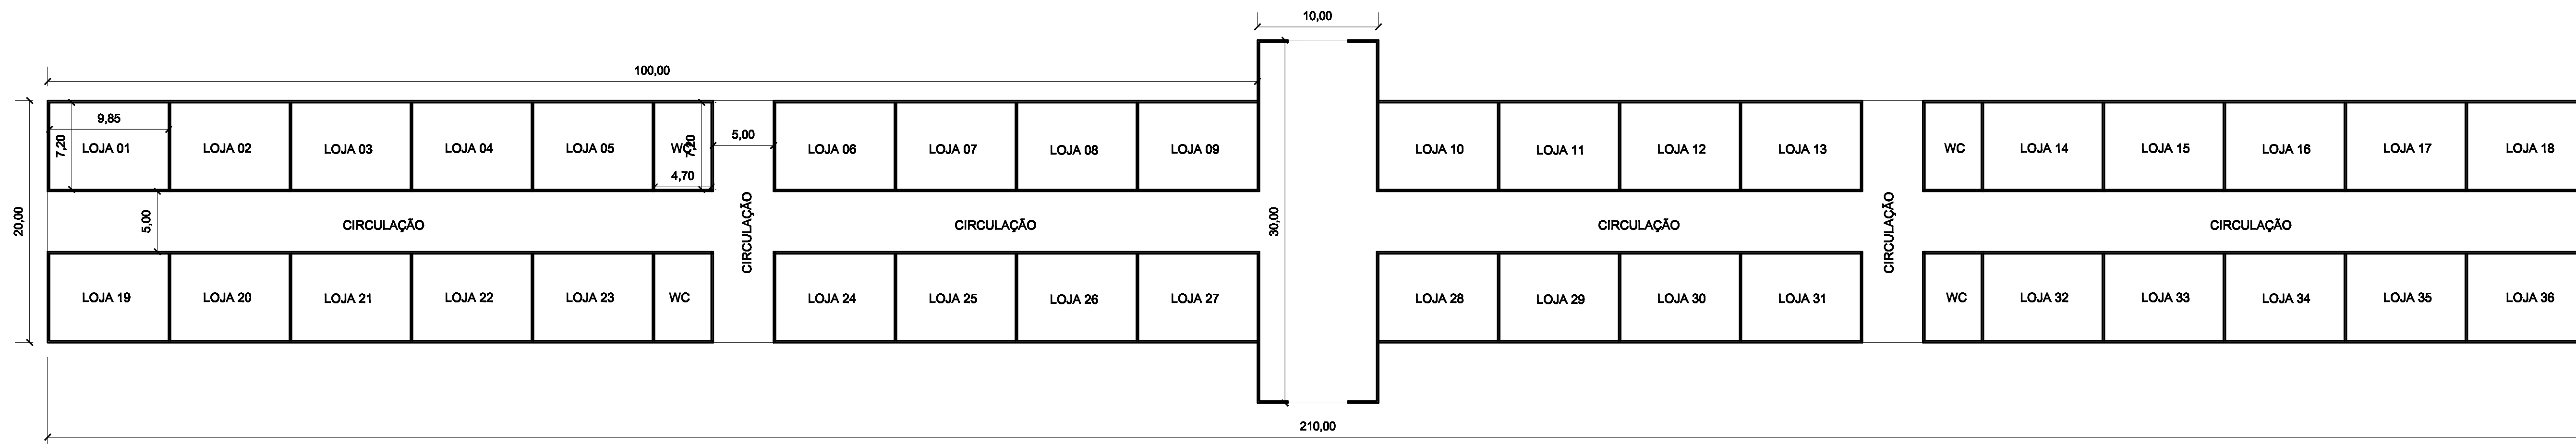 10,00
100,00
9,85
7,20
LOJA 01
LOJA 02
LOJA 03
LOJA 04
LOJA 05
WC
7,20
4,70
5,00
LOJA 06
LOJA 07
LOJA 08
LOJA 09
LOJA 10
LOJA 11
LOJA 12
LOJA 13
WC
LOJA 14
LOJA 15
LOJA 16
LOJA 17
LOJA 18
20,00
5,00
CIRCULAÇÃO
CIRCULAÇÃO
CIRCULAÇÃO
30,00
CIRCULAÇÃO
CIRCULAÇÃO
CIRCULAÇÃO
LOJA 19
LOJA 20
LOJA 21
LOJA 22
LOJA 23
WC
LOJA 24
LOJA 25
LOJA 26
LOJA 27
LOJA 28
LOJA 29
LOJA 30
LOJA 31
WC
LOJA 32
LOJA 33
LOJA 34
LOJA 35
LOJA 36
210,00